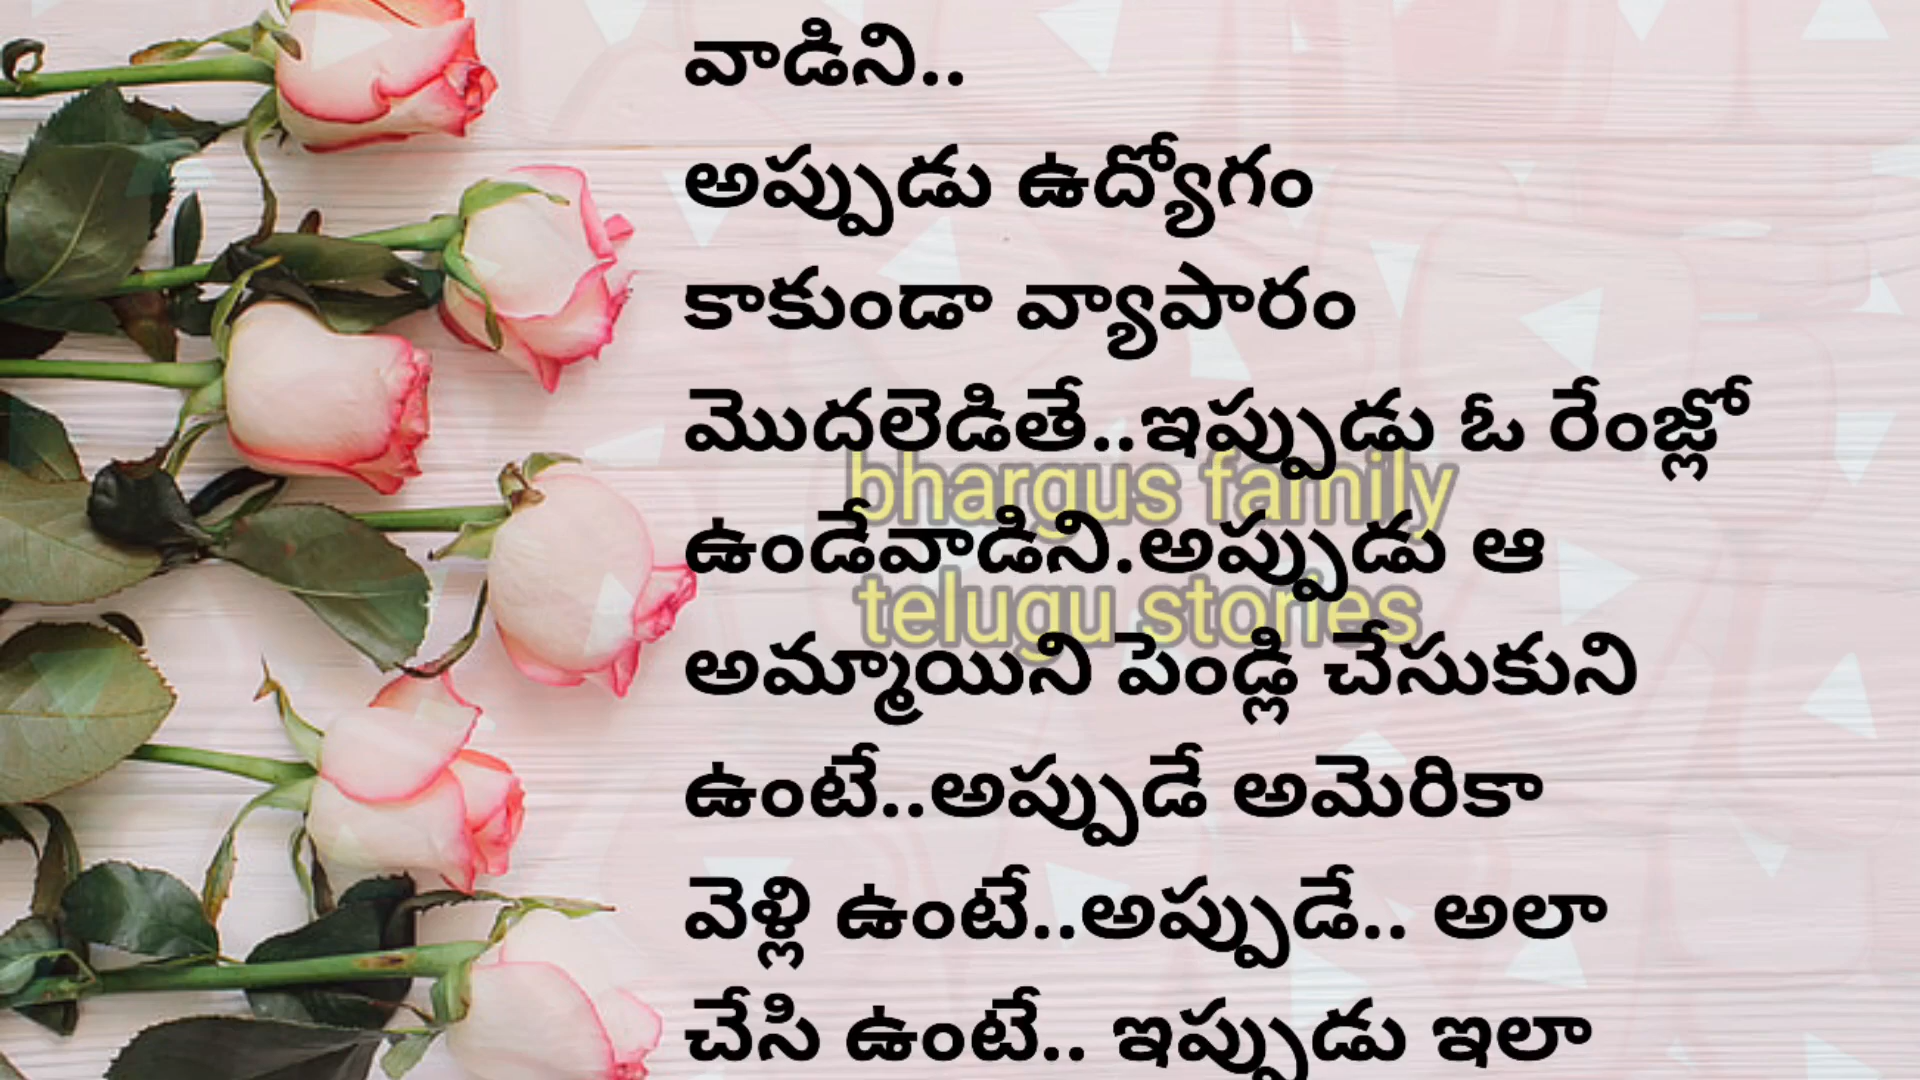 వాడిని..
అప్పుడు ఉద్యోగం
కాకుండా వ్యాపారం
మొదలెడితే..ఇప్పుడు ఓ రేంజ్లో
bhargus family
ఉండేవాడిని.అప్పుడు ఆ
telugu stories
అమ్మాయిని పెండ్లి చేసుకుని
ఉంటే..అప్పుడే అమెరికా
వెళ్లి ఉంటే..అప్పుడే.. అలా
చేసి ఉంటే.. ఇప్పుడు ఇలా